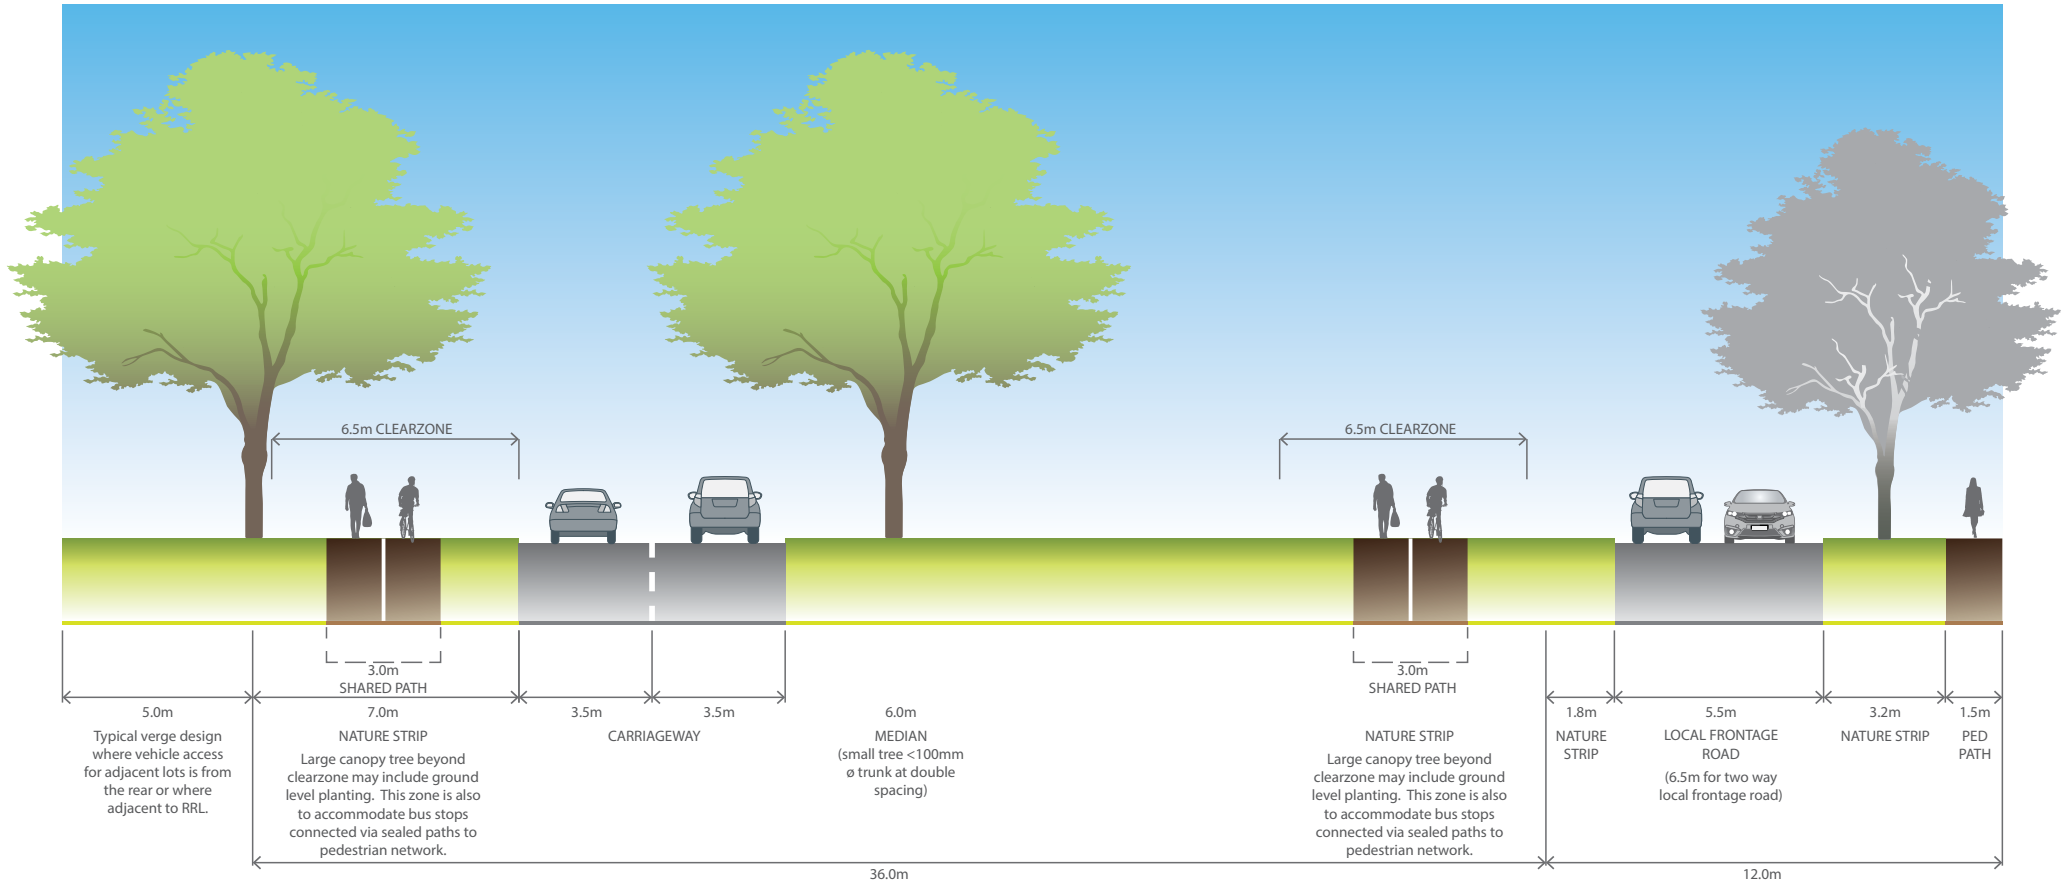 6.5m CLEARZONE
6.5m CLEARZONE
3.0m
SHARED PATH
3.0m
SHARED PATH
5.0m
Typical verge design
where vehicle access
for adjacent lots is from
the rear or where
adjacent to RRL.
7.0m
NATURE STRIP
Large canopy tree beyond
clearzone may include ground
level planting. This zone is also
to accommodate bus stops
connected via sealed paths to
pedestrian network.
3.5m
3.5m
CARRIAGEWAY
6.0m
MEDIAN
(small tree <100mm
ø trunk at double
spacing)
NATURE STRIP
Large canopy tree beyond
clearzone may include ground
level planting. This zone is also
to accommodate bus stops
connected via sealed paths to
pedestrian network.
1.8m
NATURE
STRIP
5.5m
LOCAL FRONTAGE
ROAD
(6.5m for two way
local frontage road)
3.2m
NATURE STRIP
1.5m
PED
PATH
36.0m
12.0m